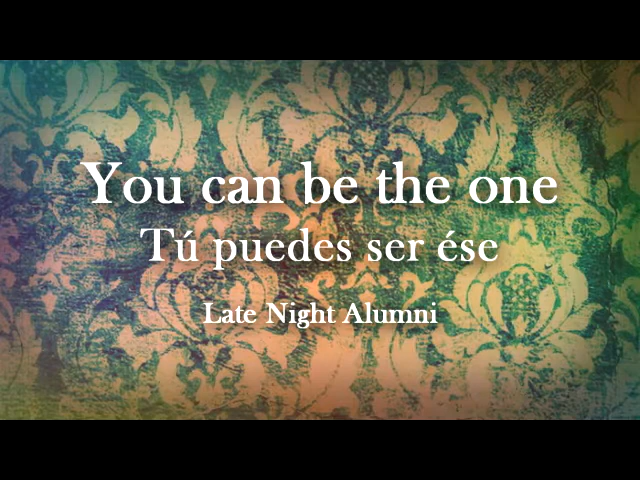 You can be the one
Tú puedes ser ése
Late Night Alumni